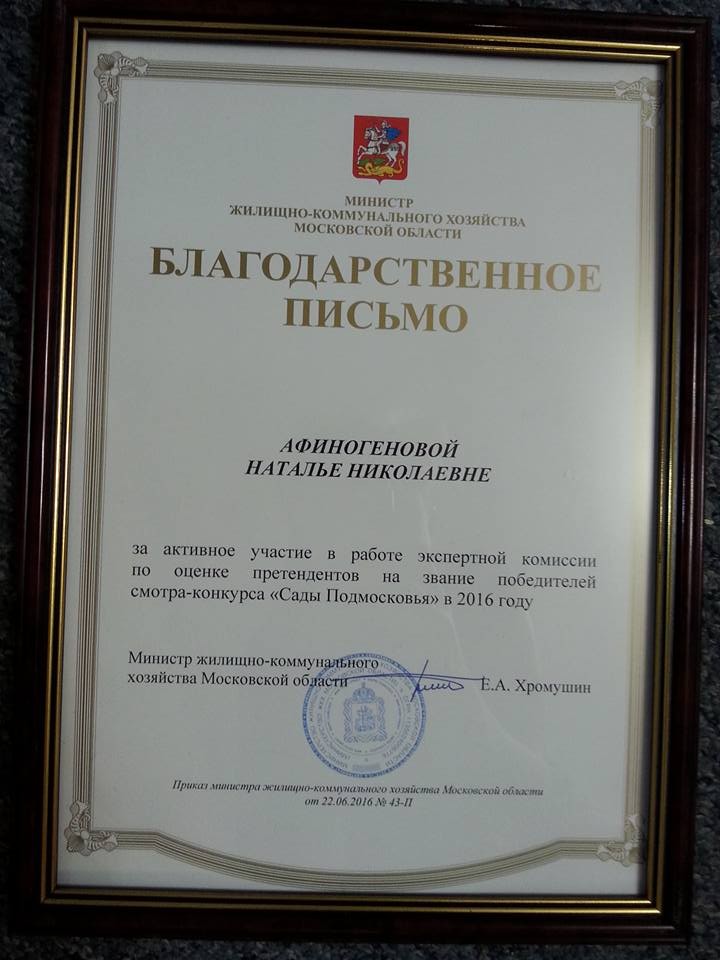 МИНИСТР
ЖИЛИЩНО-КОММУНАЛЬНОГО ХОЗЯЙСТВА
МОСКОВСКОЙ ОБЛАСТИ
БЛАГОДАРСТВЕННОЕ
ПИСЬМО
АФИНОГЕНОВОЙ
НАТАЛЬЕ НИКОЛАЕВНЕ
за активное участие в работе экспертной комиссии
по оценке претендентов на звание победителей
смотра-конкурса «Сады Подмосковья» в 2016 году
Министр жилищно-коммунального
хозяйства Московской области
Е.А. Хромушин
Приказ министра жилищно-коммунального хозяйства Московской области
от 22.06.2016 № 43-П